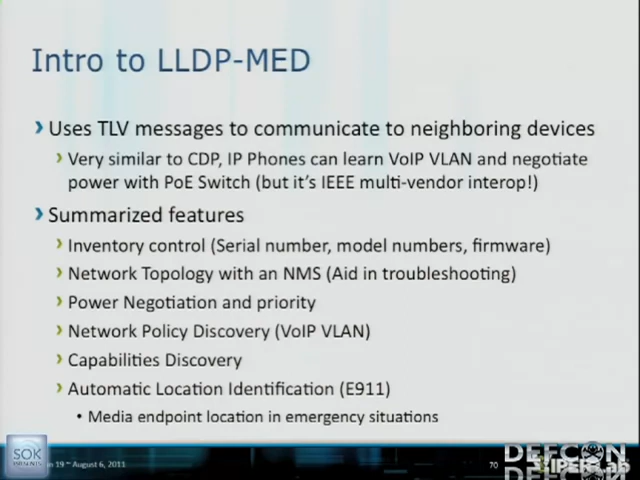 Intro to LLDP-MED
Uses TLV messages to communicate to neighboring devices
Very similar to CDP, IP Phones can learn VoIP VLAN and negotiate
power with PoE Switch (but it's IEEE multi-vendor interop!)
Summarized features
Inventory control (Serial number, model numbers, firmware)
Network Topology with an NMS (Aid in troubleshooting)
Power Negotiation and priority
Network Policy Discovery (VoIP VLAN)
Capabilities Discovery
Automatic Location Identification (E911)
• Media endpoint location in emergency situations
SOK
19 – August 6, 2011
70
DEFCON